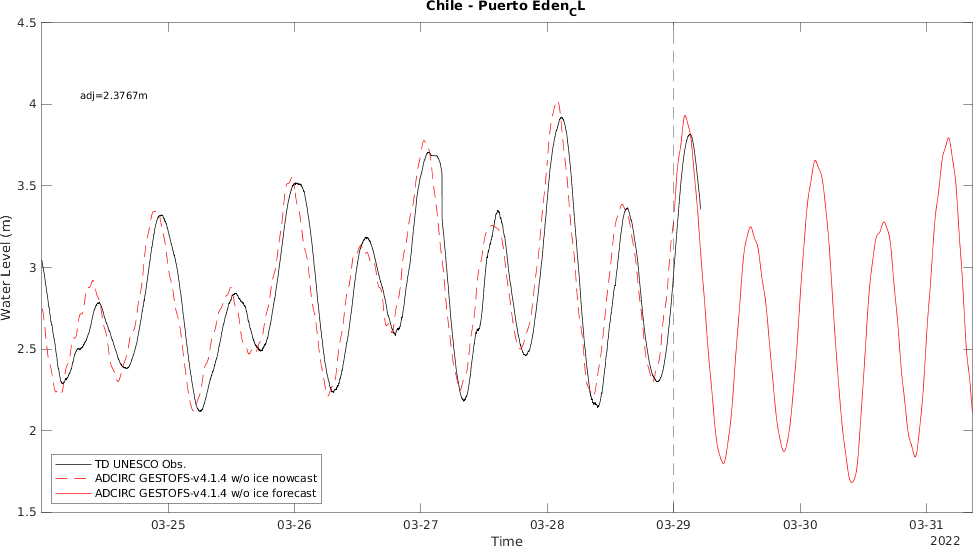 Chile - Puerto Eden_CL
4.5
adj=2.3767m
4
3.5
3
2.5
2
1.5
Water Level (m)
TD UNESCO Obs.
ADCIRC GESTOFS-v4.1.4 w/o ice nowcast
ADCIRC GESTOFS-v4.1.4 w/o ice forecast
03-25 03-26 03-27 03-28 03-29 03-30 03-31
Time
2022